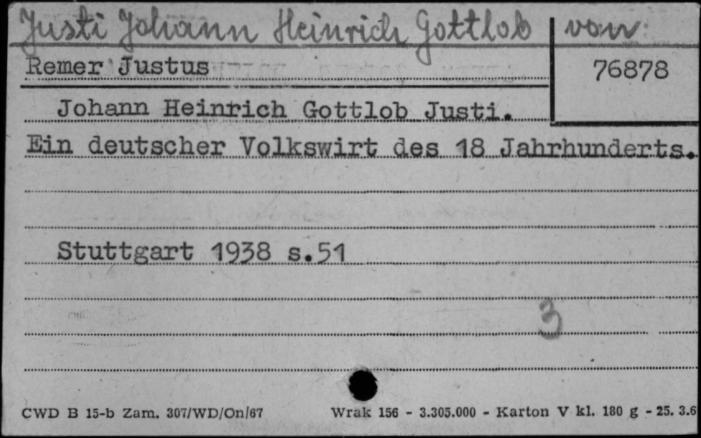 Justi Johann Heinrich Gottlob von:
Remer Justus
76878
Johann Heinrich Gottlob Justi.
Ein deutscher Volkswirt des 18 Jahrhunderts.
Stuttgart 1938 s.51
3
CWD B 15-b Zam. 307/WD/On/67 Wrak 156 - 3.305.000 - Karton V kl. 180 g - 25. 3.6